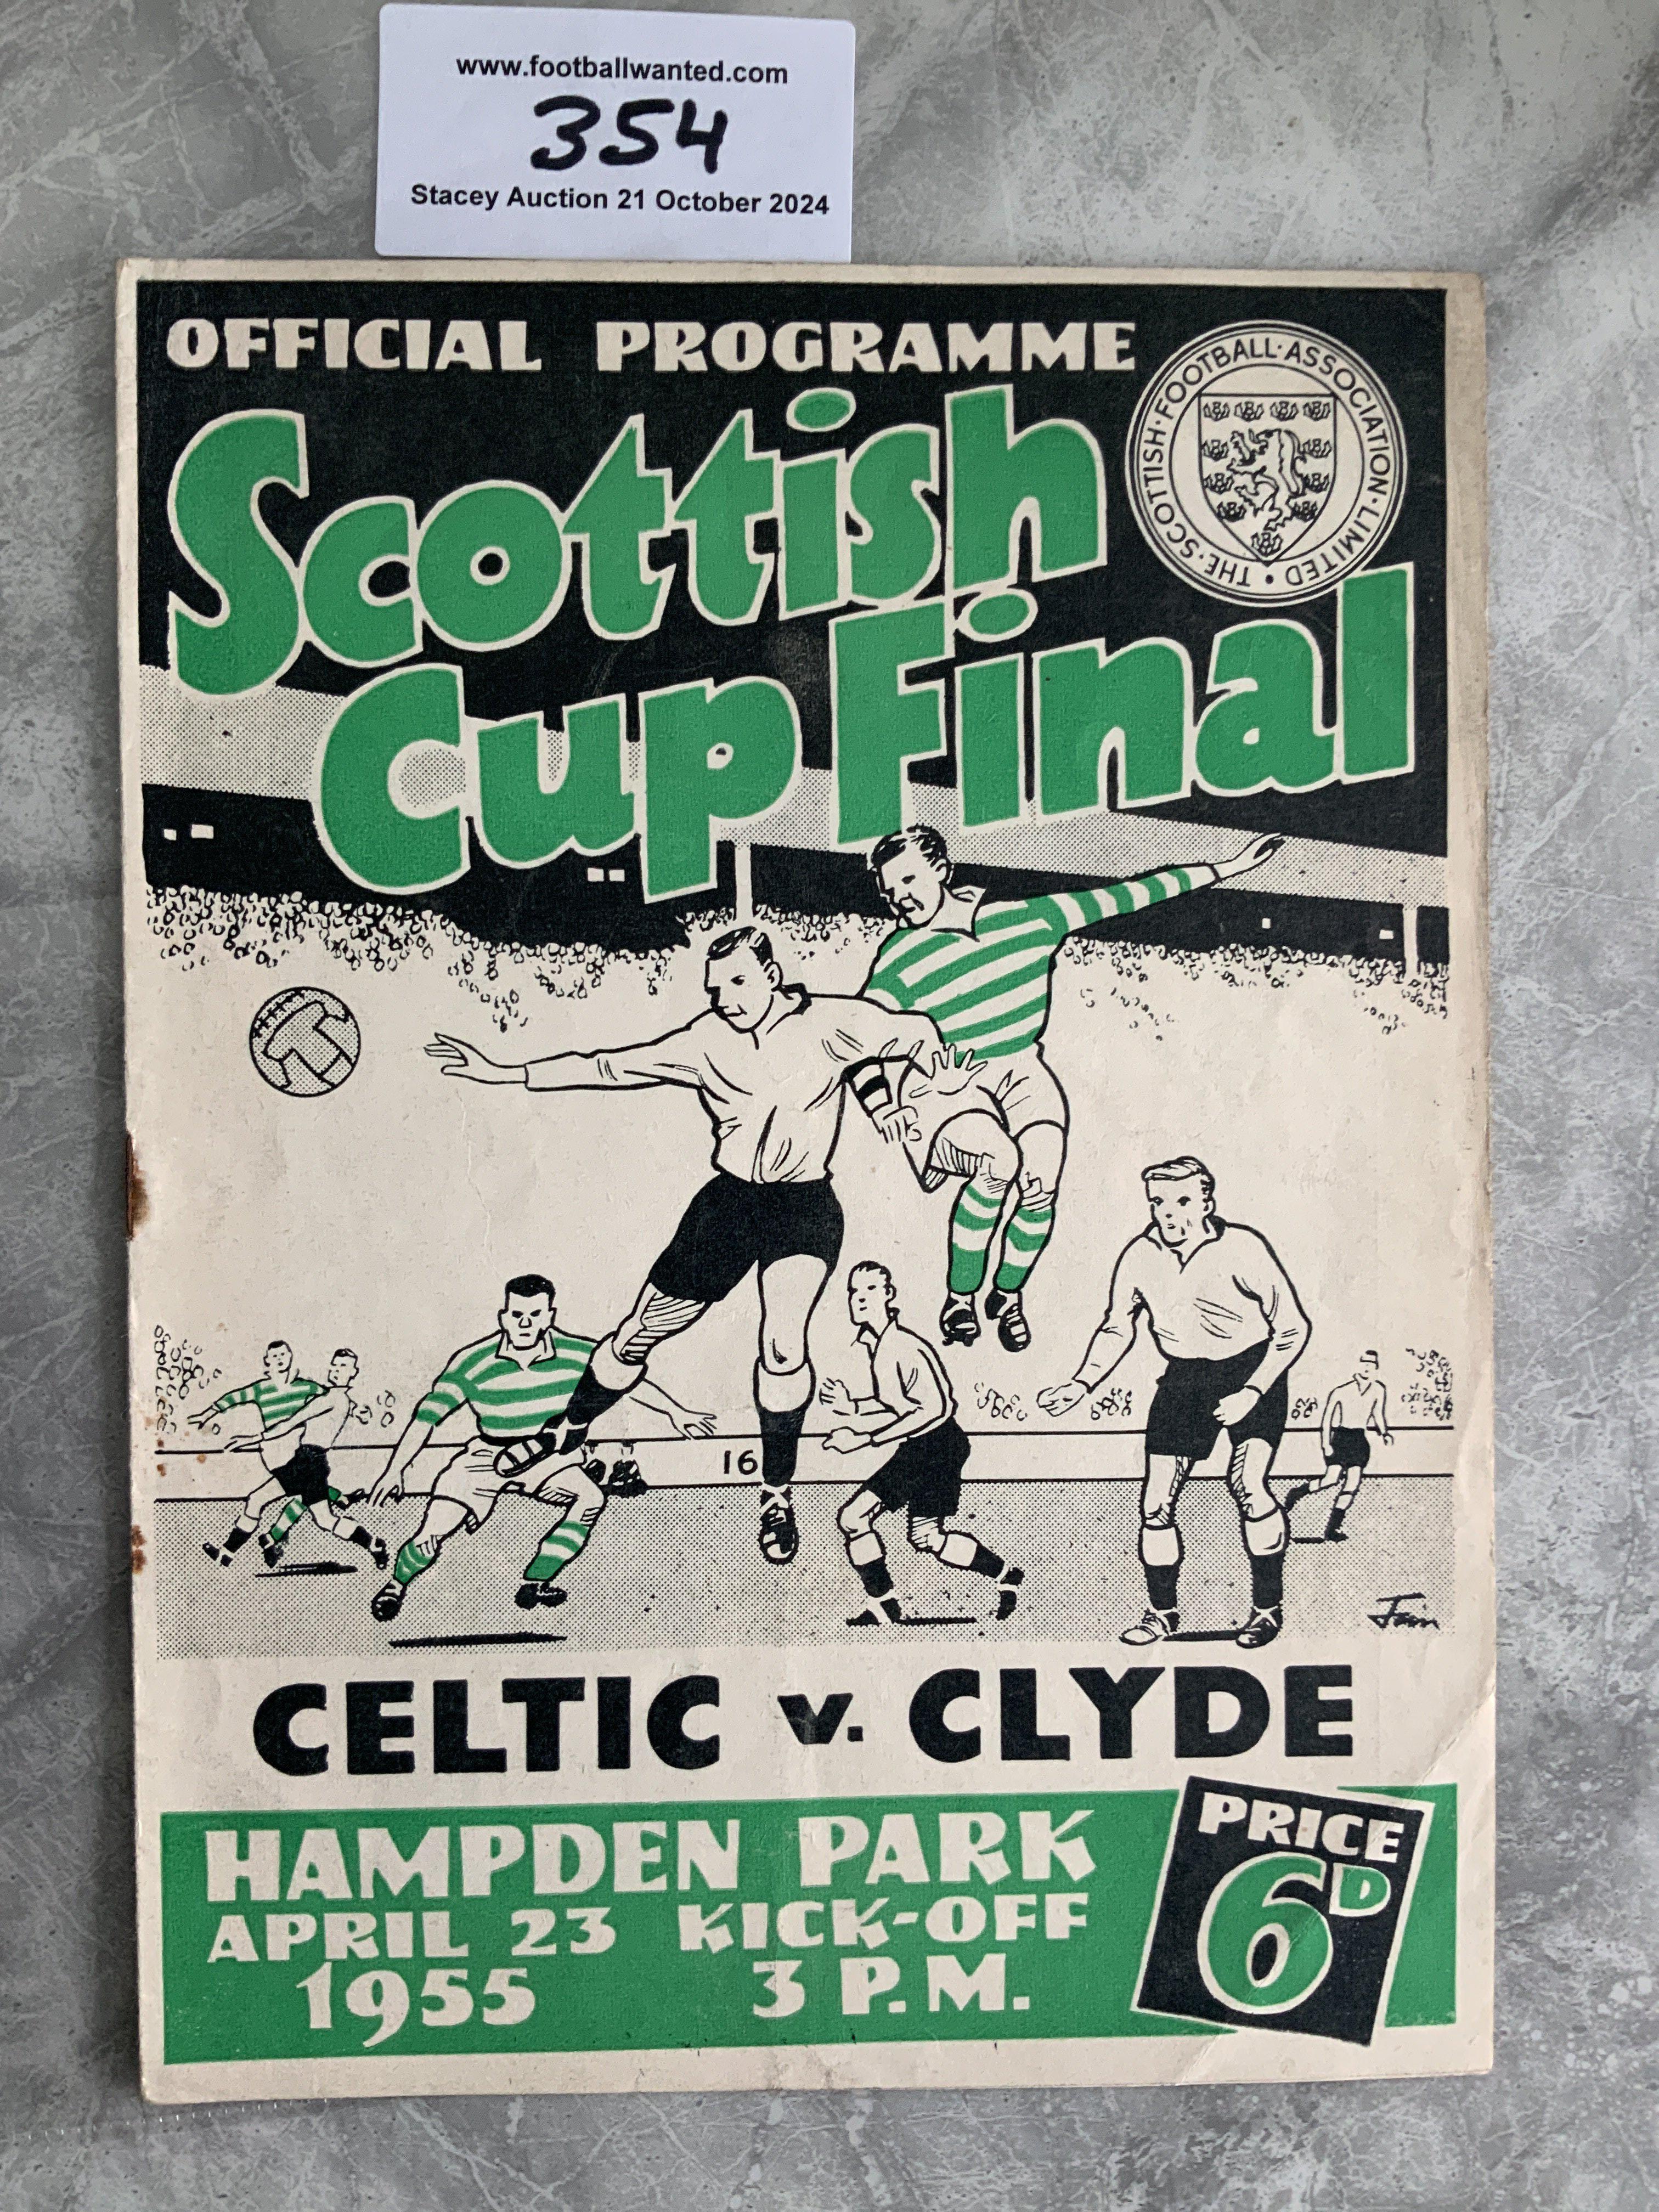 www.footballwanted.com
354
Stacey Auction 21 October 2024
OFFICIAL PROGRAMME
THE·SCOTTISH·FOOTBALL·ASSOCIATION·LIMITED•
Scottish
Cup Final
16
CELTIC v. CLYDE
HAMPDEN PARK
APRIL 23 KICK-OFF
1955 3 P.M.
PRICE
6D